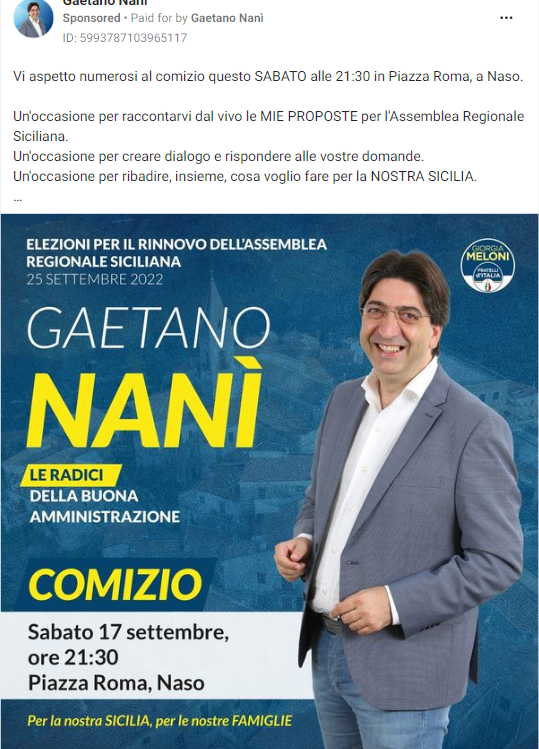 Gaetano Nanì
Sponsored • Paid for by Gaetano Nanì
ID: 5993787103965117
Vi aspetto numerosi al comizio questo SABATO alle 21:30 in Piazza Roma, a Naso.
Un'occasione per raccontarvi dal vivo le MIE PROPOSTE per l'Assemblea Regionale
Siciliana.
Un'occasione per creare dialogo e rispondere alle vostre domande.
Un'occasione per ribadire, insieme, cosa voglio fare per la NOSTRA SICILIA.
...
ELEZIONI PER IL RINNOVO DELL'ASSEMBLEA
REGIONALE SICILIANA
25 SETTEMBRE 2022
GIORGIA
MELONI
FRATELLI
d'ITALIA
GAETANO
NANÌ
LE RADICI
DELLA BUONA
AMMINISTRAZIONE
COMIZIO
Sabato 17 settembre,
ore 21:30
Piazza Roma, Naso
Per la nostra SICILIA, per le nostre FAMIGLIE